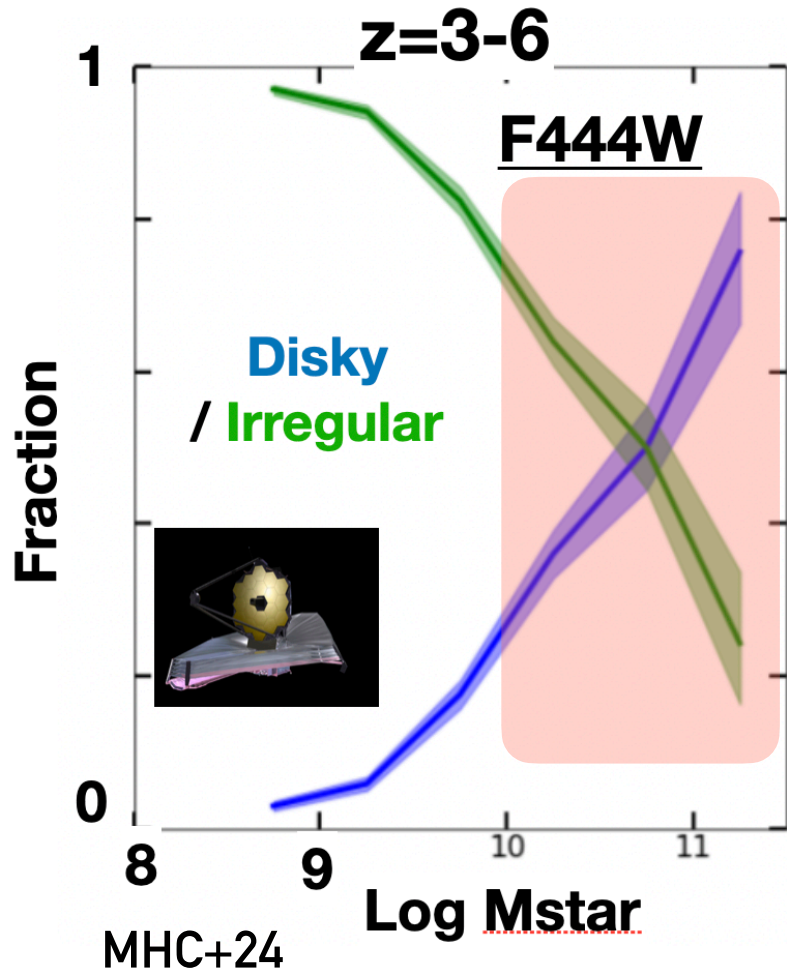 z=3-6
1
F444W
Disky
/ Irregular
Fraction
0
8
9
10
11
Log Mstar
MHC+24